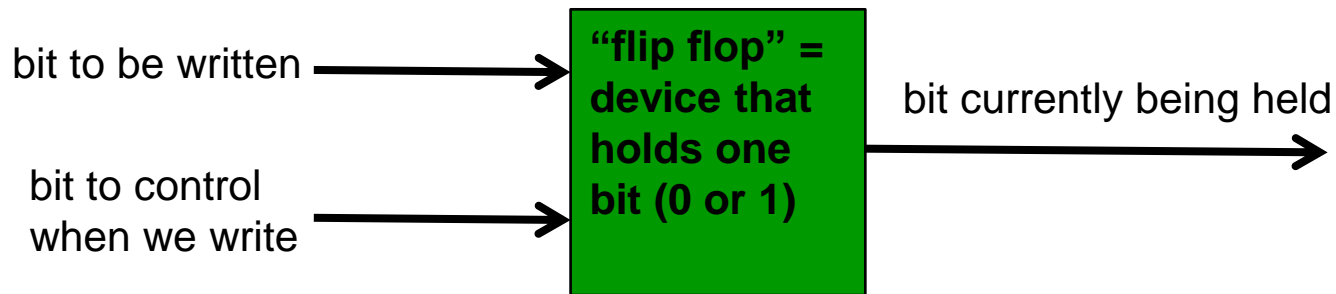 bit to be written
bit to control
when we write
“flip flop” =
device that
holds one
bit (0 or 1)
bit currently being held